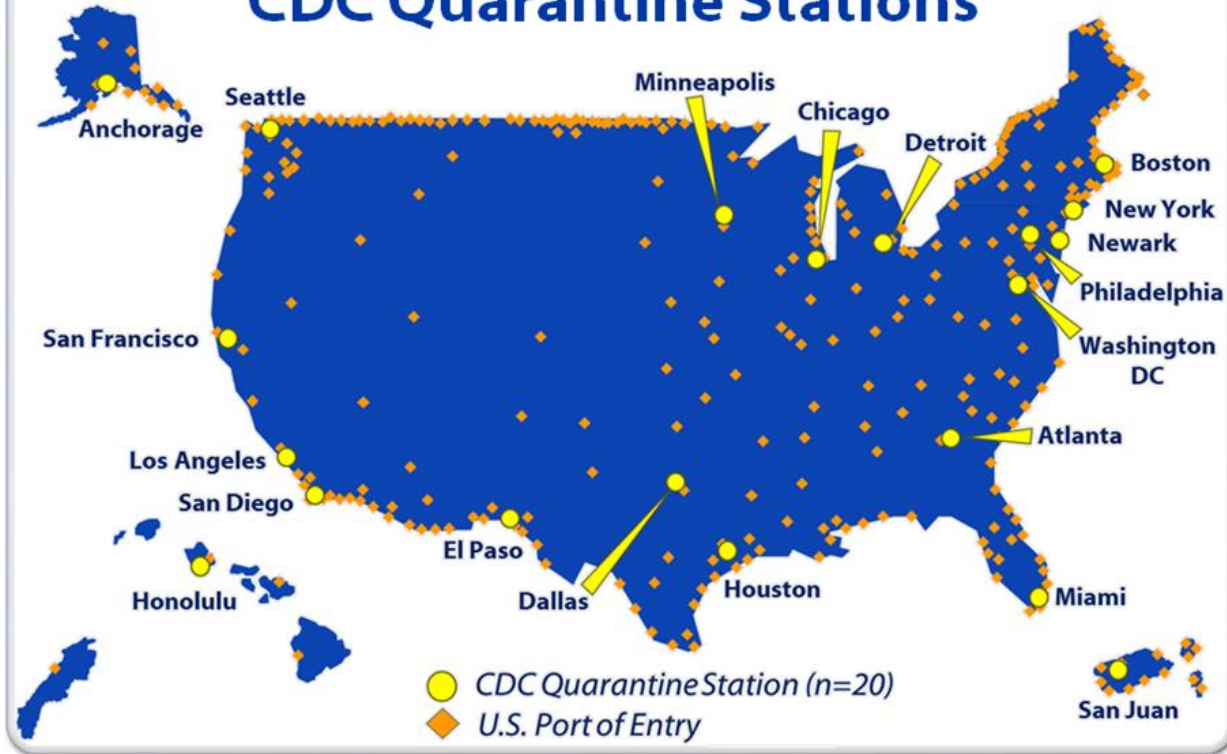 CDC Quarantine Stations
Minneapolis
Seattle
Chicago
Anchorage
Detroit
Boston
New York
Newark
Philadelphia
San Francisco
Washington
DC
Atlanta
Los Angeles
San Diego
El Paso
Houston
Dallas
Honolulu
Miami
CDC Quarantine Station (n=20)
U.S. Port of Entry
San Juan